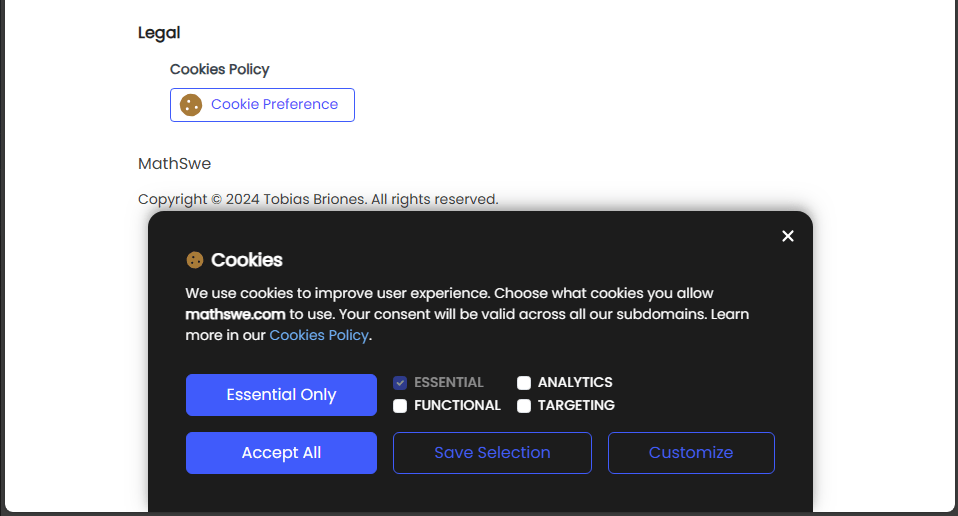 Legal
Cookies Policy
Cookie Preference
MathSwe
Copyright © 2024 Tobias Briones. All rights reserved.
Cookies
We use cookies to improve user experience. Choose what cookies you allow
mathswe.com to use. Your consent will be valid across all our subdomains. Learn
more in our Cookies Policy.
Essential Only
ESSENTIAL
ANALYTICS
FUNCTIONAL
TARGETING
Accept All
Save Selection
Customize